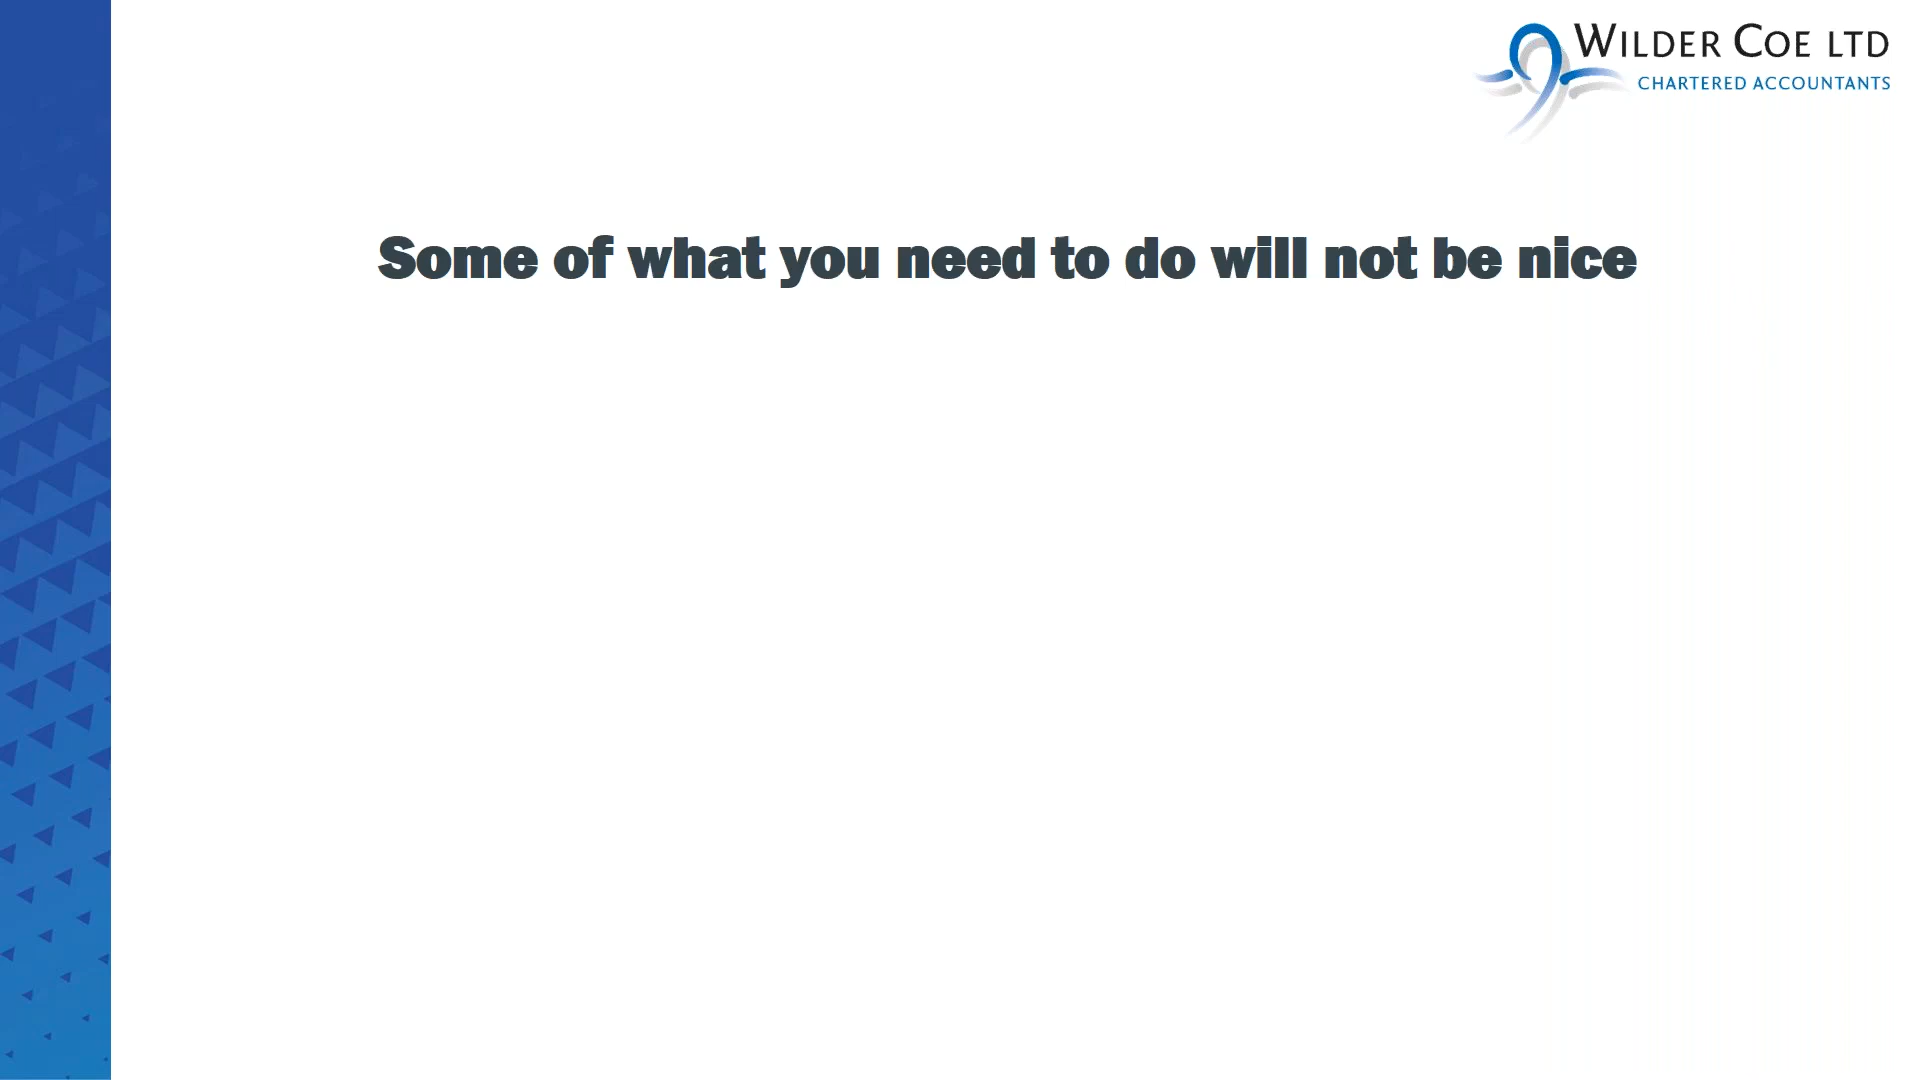 WILDER COE LTD
CHARTERED ACCOUNTANTS
Some of what you need to do will not be nice